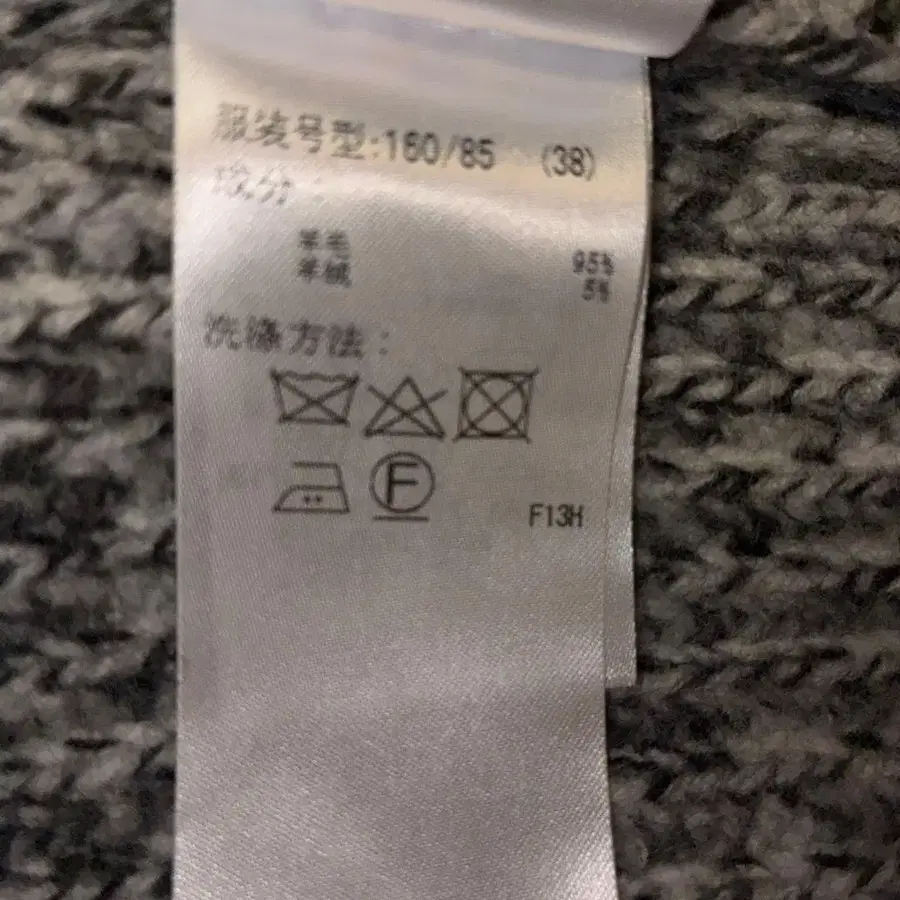 服装号型:160/85 (38)
成分:
羊毛 95%
羊绒 5%
洗涤方法:
F
F13H